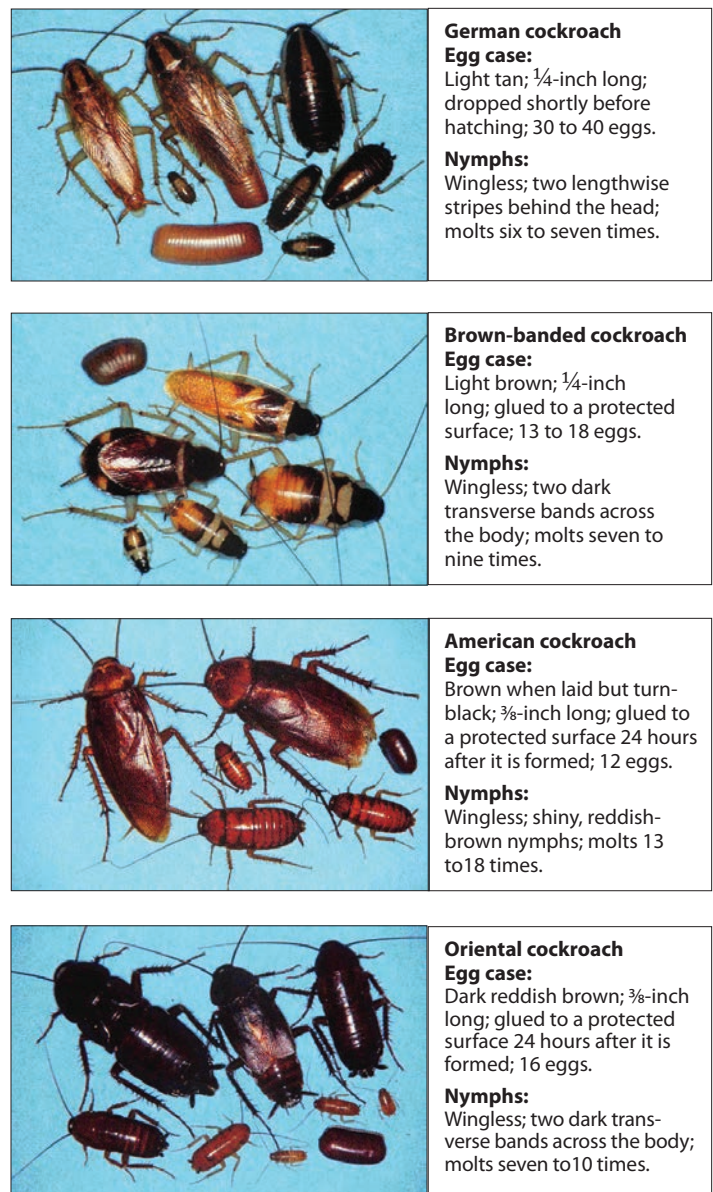 German cockroach
Egg case:
Light tan; ¼-inch long;
dropped shortly before
hatching; 30 to 40 eggs.
Nymphs:
Wingless; two lengthwise
stripes behind the head;
molts six to seven times.
Brown-banded cockroach
Egg case:
Light brown; ¼-inch
long; glued to a protected
surface; 13 to 18 eggs.
Nymphs:
Wingless; two dark
transverse bands across
the body; molts seven to
nine times.
American cockroach
Egg case:
Brown when laid but turn-
black; ⅜-inch long; glued to
a protected surface 24 hours
after it is formed; 12 eggs.
Nymphs:
Wingless; shiny, reddish-
brown nymphs; molts 13
to18 times.
Oriental cockroach
Egg case:
Dark reddish brown; ⅜-inch
long; glued to a protected
surface 24 hours after it is
formed; 16 eggs.
Nymphs:
Wingless; two dark trans-
verse bands across the body;
molts seven to10 times.